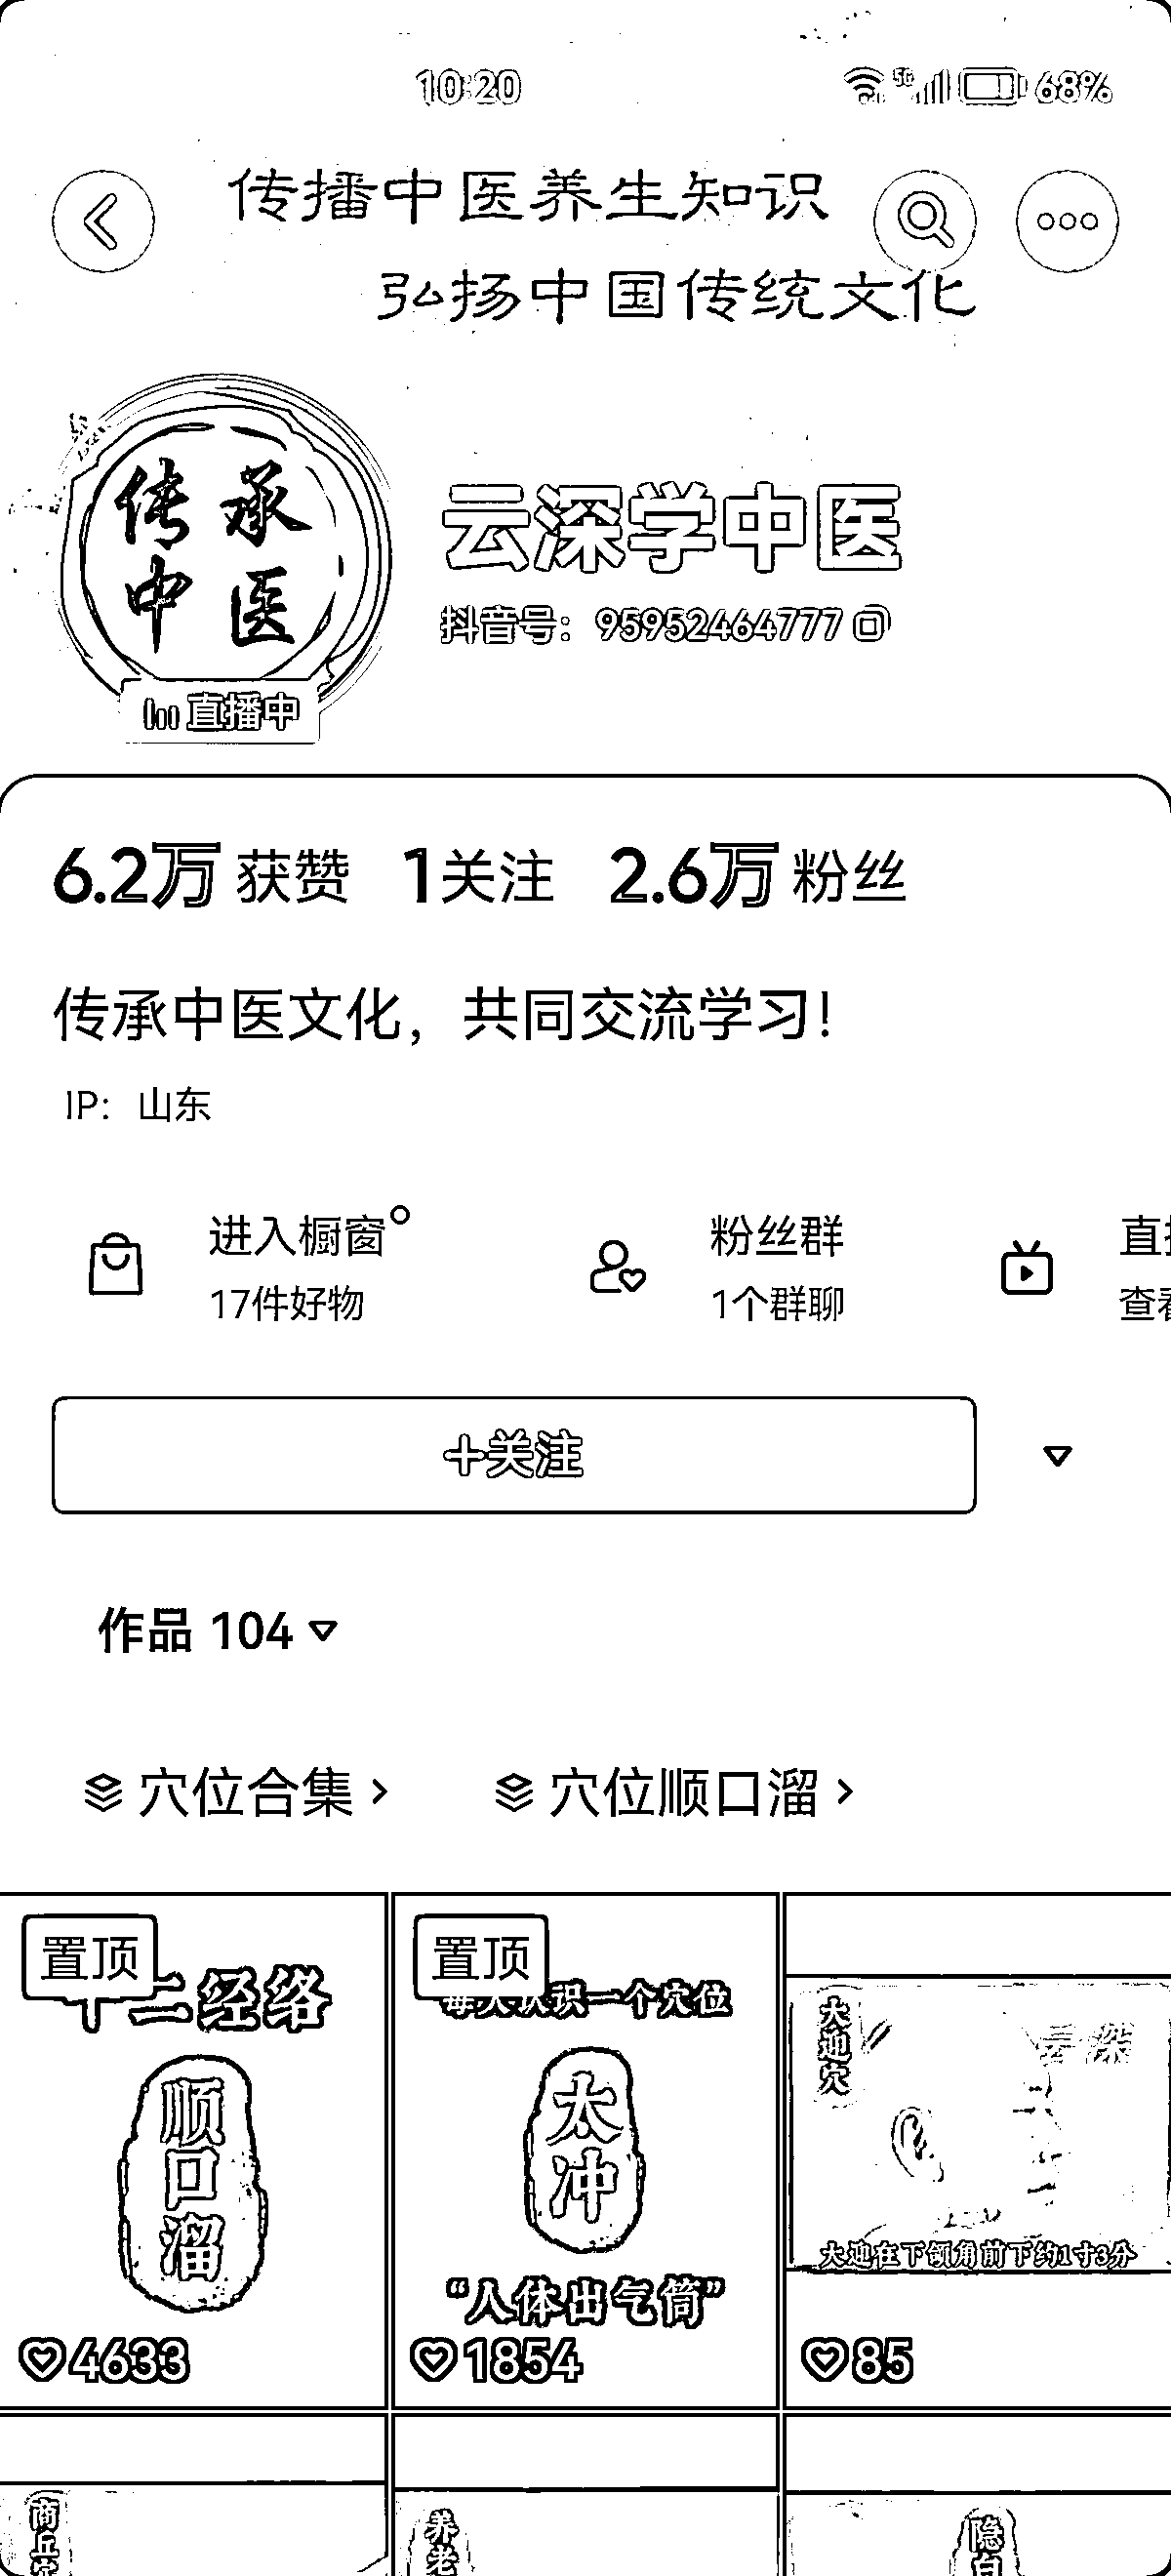 10:20 5G 68%
传播中医养生知识
弘扬中国传统文化
传承
中医
直播中
云深学中医
抖音号：95952464777
6.2万 获赞 1关注 2.6万 粉丝
传承中医文化，共同交流学习！
IP：山东
进入橱窗 粉丝群
17件好物 1个群聊 查看
+关注
作品 104
穴位合集 穴位顺口溜
置顶
十二经络
顺口溜
4633
置顶
每天认识一个穴位
太冲
“人体出气筒”
1854
大迎穴
云深
大迎在下颌角前下约1寸3分
85
商丘穴
养老
隐白